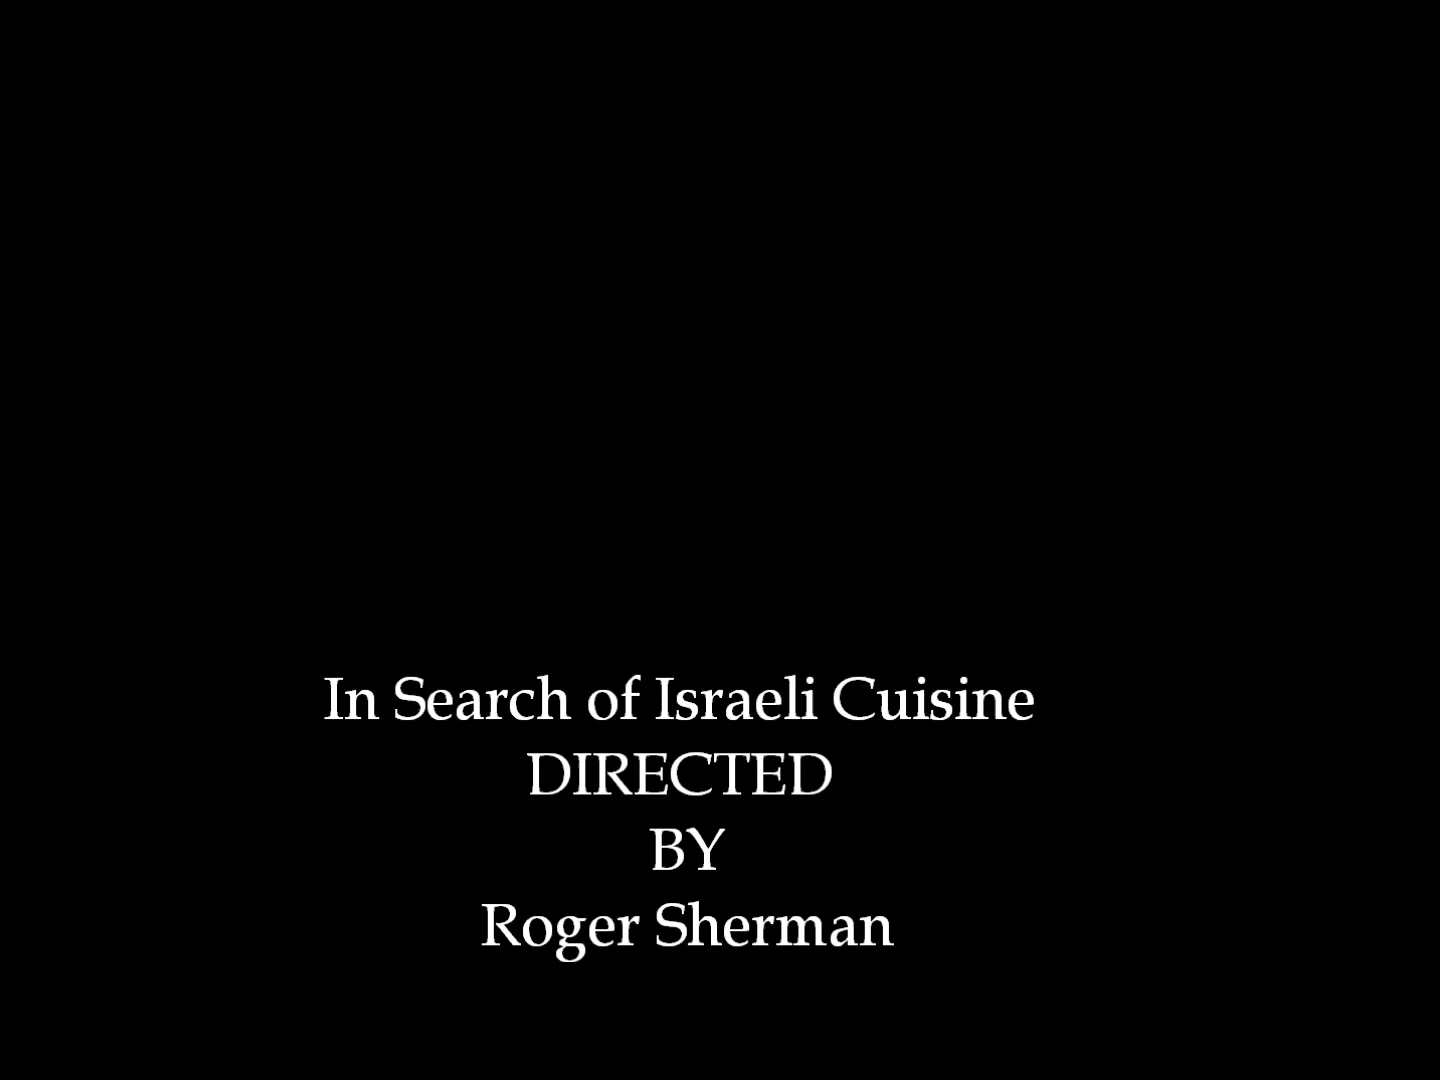 In Search of Israeli Cuisine
DIRECTED
BY
Roger Sherman